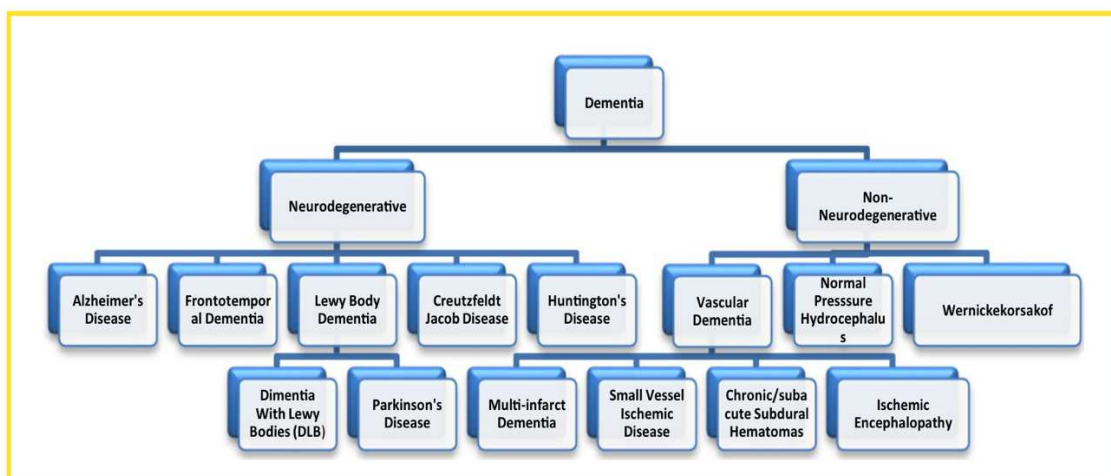 Dementia
Neurodegenerative
Non-
Neurodegenerative
Alzheimer's
Disease
Frontotempor
al Dementia
Lewy Body
Dementia
Creutzfeldt
Jacob Disease
Huntington's
Disease
Vascular
Dementia
Normal
Presssure
Hydrocephalu
s
Wernickekorsakof
Dimentia
With Lewy
Bodies (DLB)
Parkinson's
Disease
Multi-infarct
Dementia
Small Vessel
Ischemic
Disease
Chronic/suba
cute Subdural
Hematomas
Ischemic
Encephalopathy